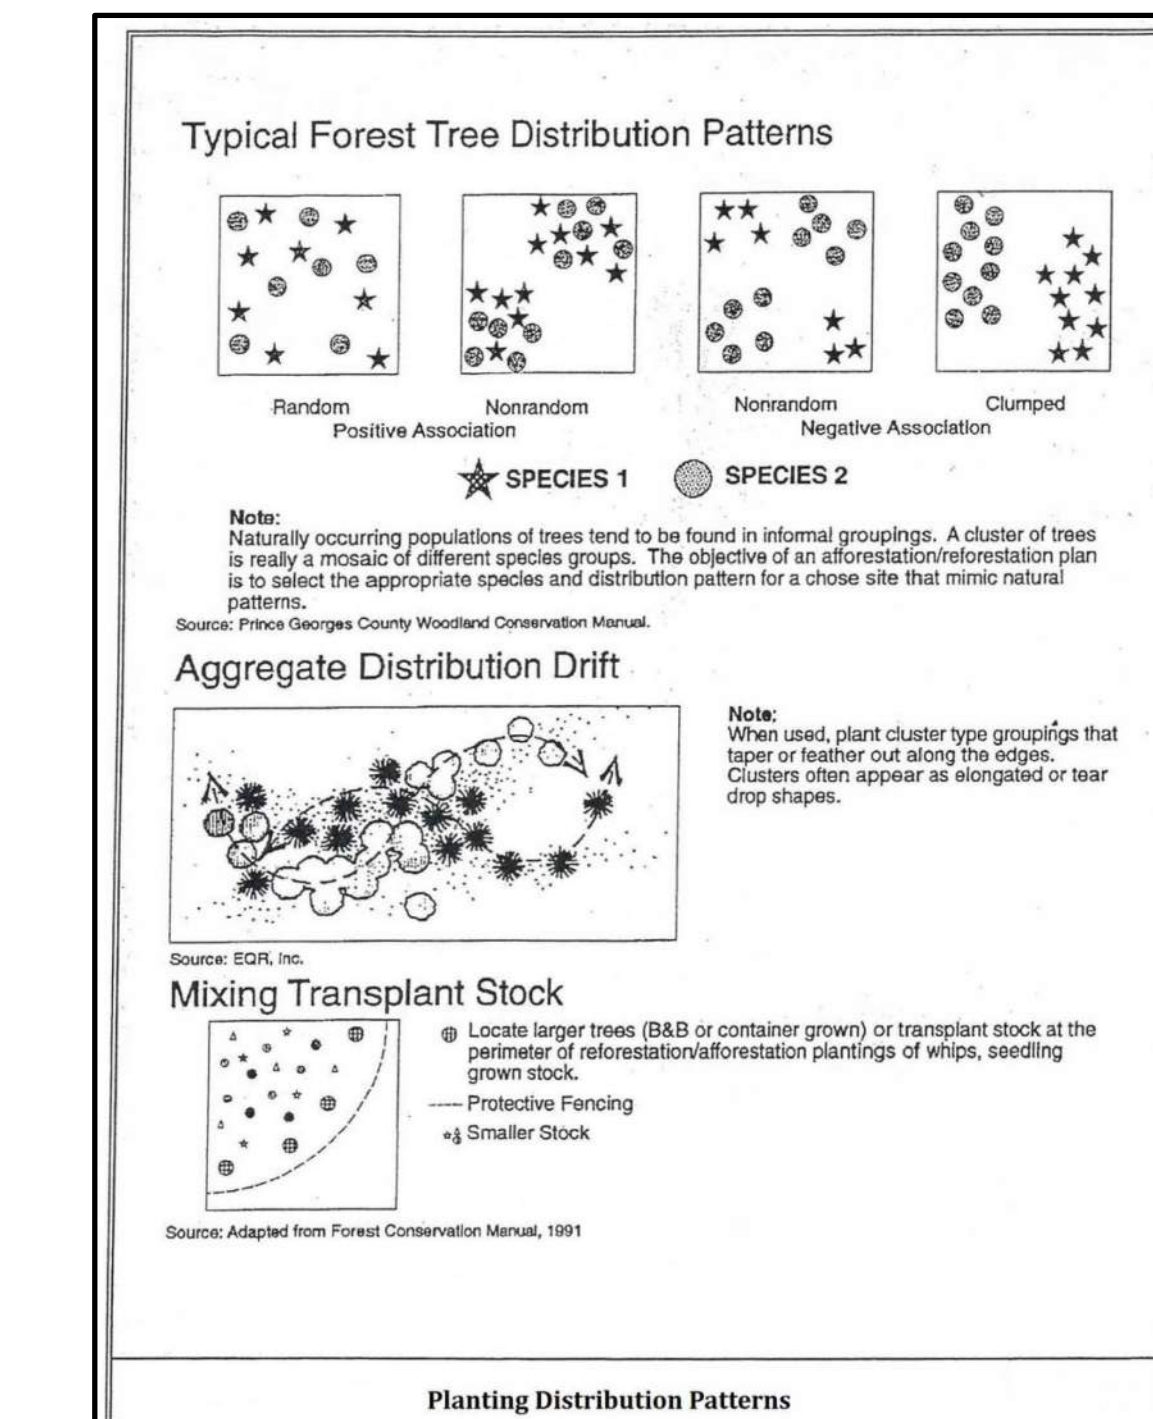 Typical Forest Tree Distribution Patterns
Random
Nonrandom
Nonrandom
Clumped
Positive Association
Negative Association
SPECIES 1
SPECIES 2
Note:
Naturally occurring populations of trees tend to be found in informal groupings. A cluster of trees
is really a mosaic of different species groups. The objective of an afforestation/reforestation plan
is to select the appropriate species and distribution pattern for a chose site that mimic natural
patterns.
Source: Prince Georges County Woodland Conservation Manual.
Aggregate Distribution Drift
Note:
When used, plant cluster type groupings that
taper or feather out along the edges.
Clusters often appear as elongated or tear
drop shapes.
Source: EQR, Inc.
Mixing Transplant Stock
Locate larger trees (B&B or container grown) or transplant stock at the
perimeter of reforestation/afforestation plantings of whips, seedling
grown stock.
Protective Fencing
Smaller Stock
Source: Adapted from Forest Conservation Manual, 1991
Planting Distribution Patterns